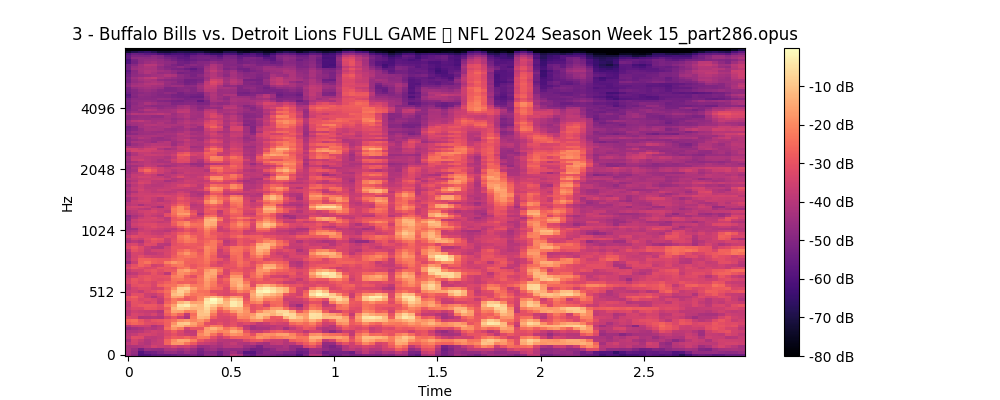 3 - Buffalo Bills vs. Detroit Lions FULL GAME ▯ NFL 2024 Season Week 15_part286.opus
4096
2048
1024
512
0
Hz
0
0.5
1
1.5
2
2.5
Time
-10 dB
-20 dB
-30 dB
-40 dB
-50 dB
-60 dB
-70 dB
-80 dB